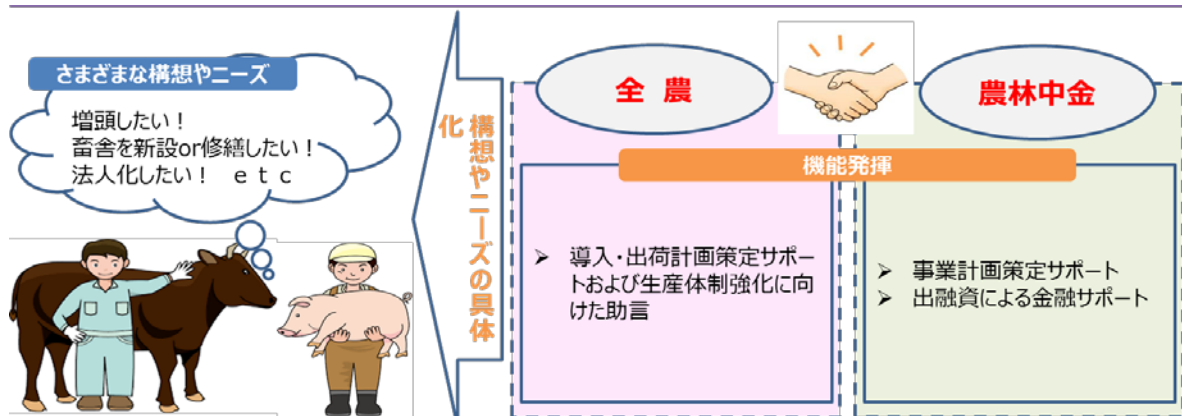 さまざまな構想やニーズ
増頭したい!
畜舎を新設or修繕したい!
法人化したい! etc
構想やニーズの具体
化
全 農
農林中金
機能発揮
➢ 導入・出荷計画策定サポー
トおよび生産体制強化に向
けた助言
➢ 事業計画策定サポート
➢ 出融資による金融サポート